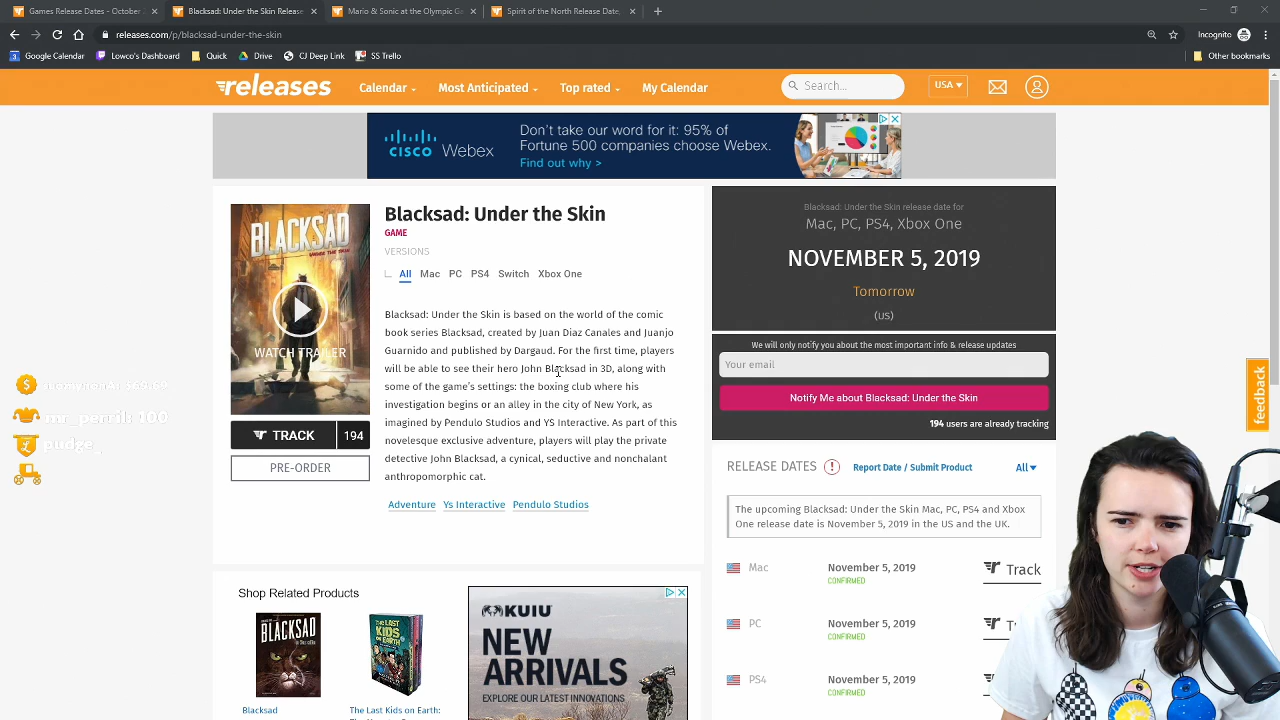 Games Release Dates - October
Blacksad: Under the Skin Release
Mario & Sonic at the Olympic G
Spirit of the North Release Date,
releases.com/p/blacksad-under-the-skin
Incognito
Google Calendar
Lowco's Dashboard
Quick
Drive
CJ Deep Link
SS Trello
Other bookmarks
releases
Calendar
Most Anticipated
Top rated
My Calendar
Search...
USA
CISCO Webex
Don't take our word for it: 95% of
Fortune 500 companies choose Webex.
Find out why >
BLACKSAD
UNDER THE SKIN
WATCH TRAILER
TRACK 194
PRE-ORDER
Blacksad: Under the Skin
GAME
VERSIONS
All Mac PC PS4 Switch Xbox One
Blacksad: Under the Skin is based on the world of the comic
book series Blacksad, created by Juan Diaz Canales and Juanjo
Guarnido and published by Dargaud. For the first time, players
will be able to see their hero John Blacksad in 3D, along with
some of the game's settings: the boxing club where his
investigation begins or an alley in the city of New York, as
imagined by Pendulo Studios and YS Interactive. As part of this
novelesque exclusive adventure, players will play the private
detective John Blacksad, a cynical, seductive and nonchalant
anthropomorphic cat.
Adventure Ys Interactive Pendulo Studios
Blacksad: Under the Skin release date for
Mac, PC, PS4, Xbox One
NOVEMBER 5, 2019
Tomorrow
(US)
We will only notify you about the most important info & release updates
Your email
Notify Me about Blacksad: Under the Skin
194 users are already tracking
feedback
RELEASE DATES
Report Date / Submit Product
All
The upcoming Blacksad: Under the Skin Mac, PC, PS4 and Xbox
One release date is November 5, 2019 in the US and the UK.
Mac November 5, 2019 Track
CONFIRMED
PC November 5, 2019
CONFIRMED
PS4 November 5, 2019
CONFIRMED
Shop Related Products
BLACKSAD
THE LAST KIDS ON EARTH
Blacksad
The Last Kids on Earth:
KUIU
NEW
ARRIVALS
EXPLORE OUR LATEST INNOVATIONS
mr_perril: 100
pudze_